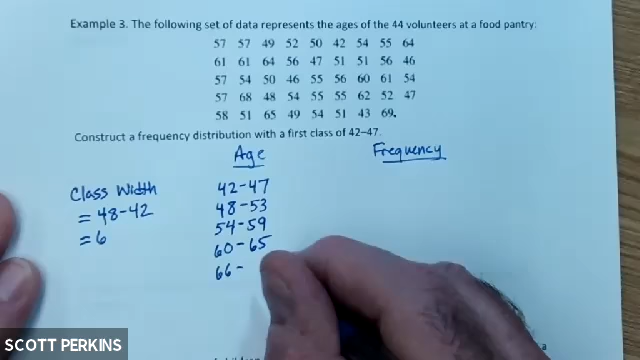 Example 3. The following set of data represents the ages of the 44 volunteers at a food pantry:
57 57 49 52 50 42 54 55 64
61 61 64 56 47 51 51 56 46
57 54 50 46 55 56 60 61 54
57 68 48 54 55 55 62 52 47
58 51 65 49 54 51 43 69.
Construct a frequency distribution with a first class of 42–47.
Age Frequency
Class Width
= 48-42
= 6
42-47
48-53
54-59
60-65
66-
SCOTT PERKINS